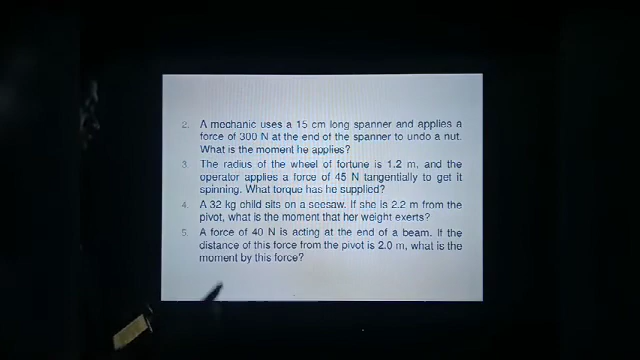 2. A mechanic uses a 15 cm long spanner and applies a
force of 300 N at the end of the spanner to undo a nut.
What is the moment he applies?
3. The radius of the wheel of fortune is 1.2 m, and the
operator applies a force of 45 N tangentially to get it
spinning. What torque has he supplied?
4. A 32 kg child sits on a seesaw. If she is 2.2 m from the
pivot, what is the moment that her weight exerts?
5. A force of 40 N is acting at the end of a beam. If the
distance of this force from the pivot is 2.0 m, what is the
moment by this force?